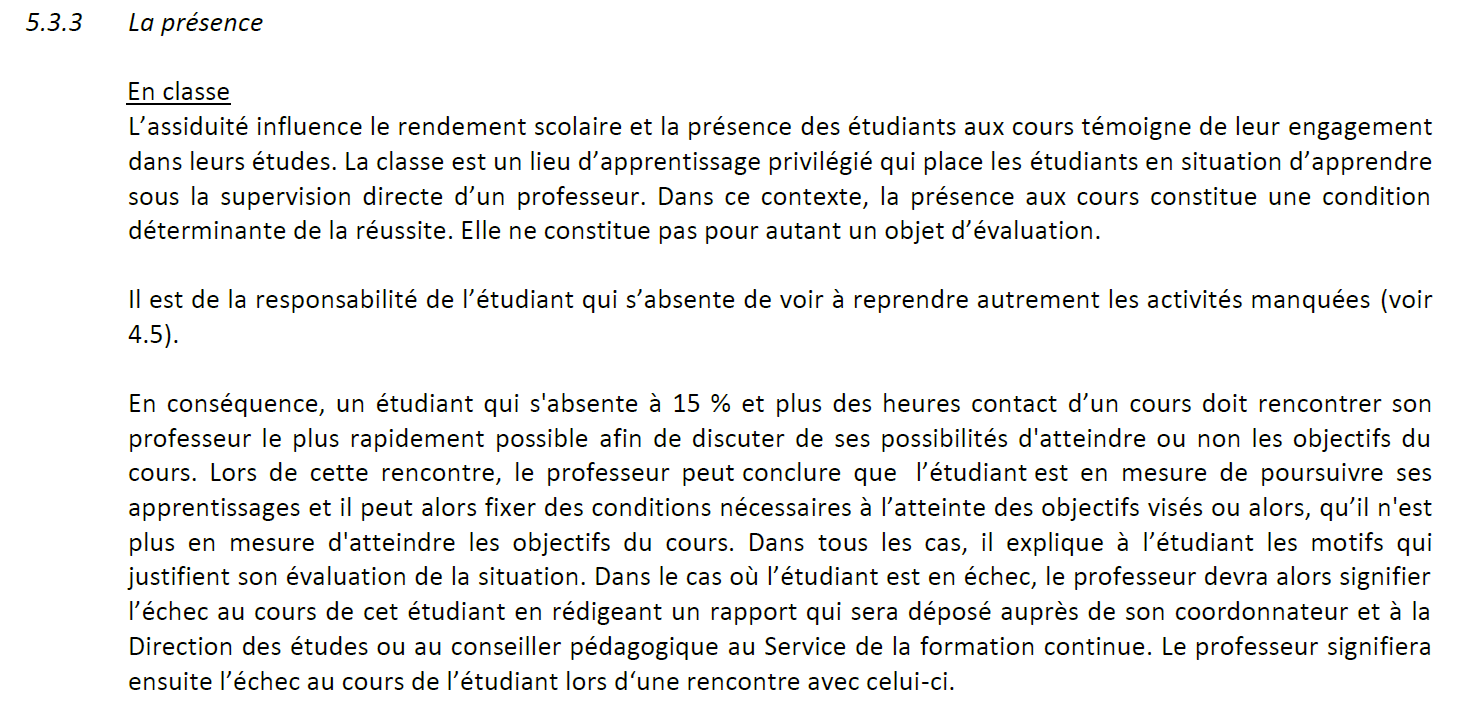 5.3.3 La présence
En classe
L’assiduité influence le rendement scolaire et la présence des étudiants aux cours témoigne de leur engagement
dans leurs études. La classe est un lieu d’apprentissage privilégié qui place les étudiants en situation d’apprendre
sous la supervision directe d’un professeur. Dans ce contexte, la présence aux cours constitue une condition
déterminante de la réussite. Elle ne constitue pas pour autant un objet d’évaluation.
Il est de la responsabilité de l’étudiant qui s’absente de voir à reprendre autrement les activités manquées (voir
4.5).
En conséquence, un étudiant qui s'absente à 15 % et plus des heures contact d’un cours doit rencontrer son
professeur le plus rapidement possible afin de discuter de ses possibilités d'atteindre ou non les objectifs du
cours. Lors de cette rencontre, le professeur peut conclure que l’étudiant est en mesure de poursuivre ses
apprentissages et il peut alors fixer des conditions nécessaires à l’atteinte des objectifs visés ou alors, qu’il n'est
plus en mesure d'atteindre les objectifs du cours. Dans tous les cas, il explique à l’étudiant les motifs qui
justifient son évaluation de la situation. Dans le cas où l’étudiant est en échec, le professeur devra alors signifier
l’échec au cours de cet étudiant en rédigeant un rapport qui sera déposé auprès de son coordonnateur et à la
Direction des études ou au conseiller pédagogique au Service de la formation continue. Le professeur signifiera
ensuite l’échec au cours de l’étudiant lors d‘une rencontre avec celui-ci.